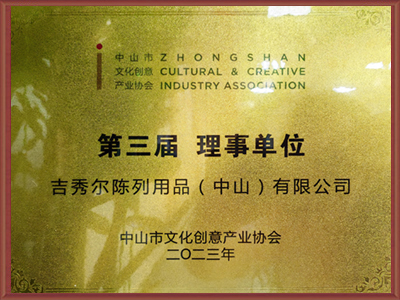 中山市 ZHONGSHAN
文化创意 CULTURAL & CREATIVE
产业协会 INDUSTRY ASSOCIATION
第三届 理事单位
吉秀尔陈列用品（中山）有限公司
中山市文化创意产业协会
二〇二三年